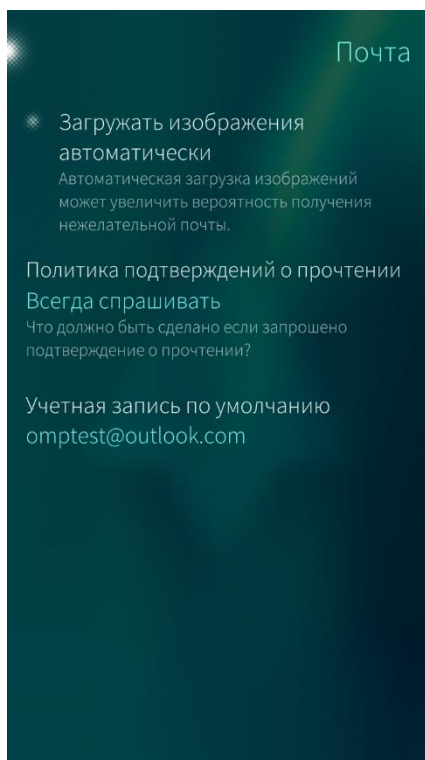 Почта
Загружать изображения
автоматически
Автоматическая загрузка изображений
может увеличить вероятность получения
нежелательной почты.
Политика подтверждений о прочтении
Всегда спрашивать
Что должно быть сделано если запрошено
подтверждение о прочтении?
Учетная запись по умолчанию
omptest@outlook.com